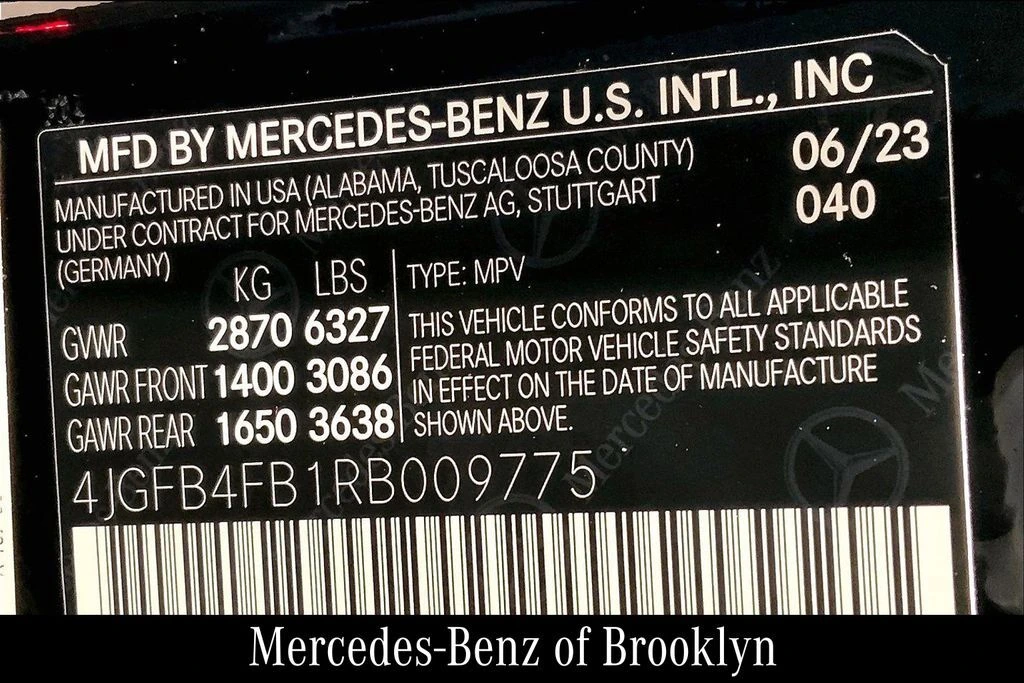 MFD BY MERCEDES-BENZ U.S. INTL., INC
MANUFACTURED IN USA (ALABAMA, TUSCALOOSA COUNTY)
UNDER CONTRACT FOR MERCEDES-BENZ AG, STUTTGART
(GERMANY)
06/23
040
KG LBS
GVWR 2870 6327
GAWR FRONT 1400 3086
GAWR REAR 1650 3638
TYPE: MPV
THIS VEHICLE CONFORMS TO ALL APPLICABLE
FEDERAL MOTOR VEHICLE SAFETY STANDARDS
IN EFFECT ON THE DATE OF MANUFACTURE
SHOWN ABOVE.
4JGFB4FB1RB009775
Mercedes-Benz of Brooklyn